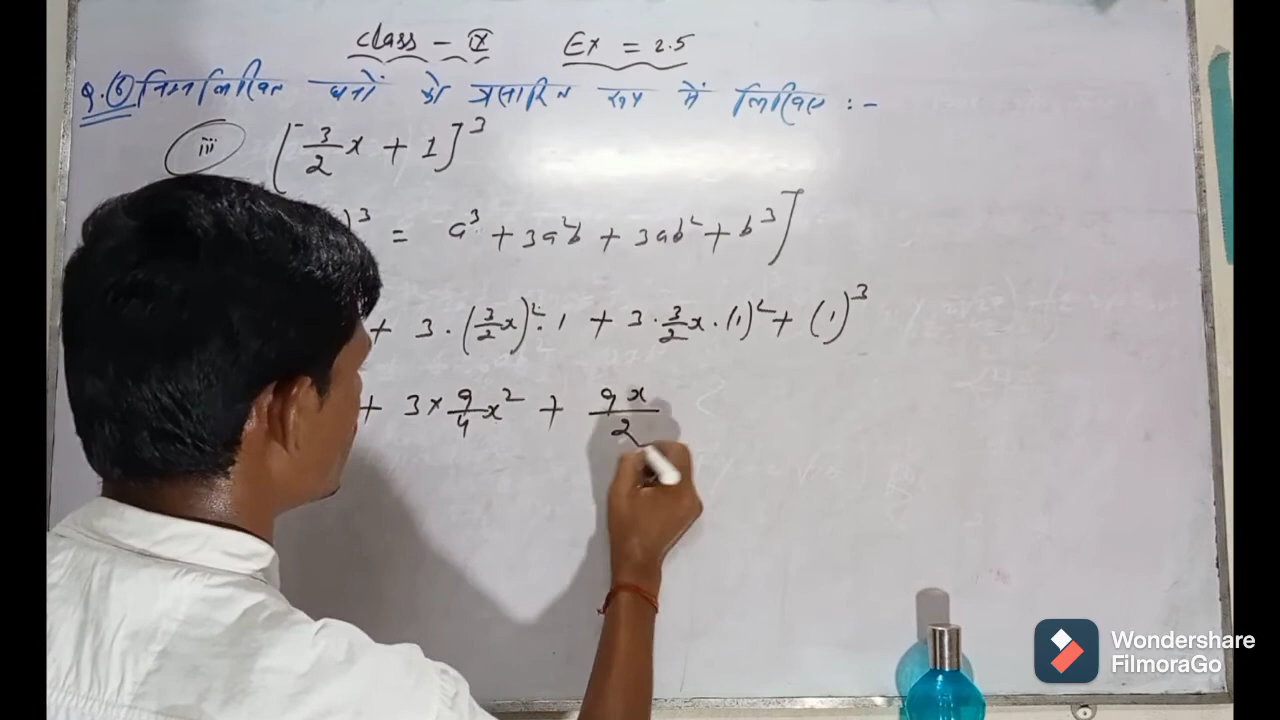 Class - IX Ex = 2.5
Q.(6) निम्नलिखित घनों को प्रसारित रूप में लिखिए :-
iii [3/2 x + 1]³
)³ = a³ + 3a²b + 3ab² + b³]
+ 3·(3/2 x)²·1 + 3·3/2 x·(1)² + (1)³
+ 3 × 9/4 x² + 9x/2
Wondershare
FilmoraGo